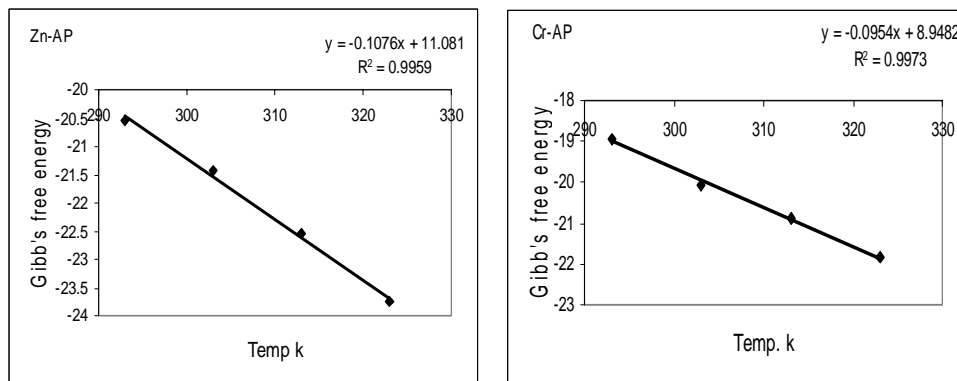 Zn-AP
y = -0.1076x + 11.081
R² = 0.9959
-20
290 300 310 320 330
-20.5
-21
-21.5
-22
-22.5
-23
-23.5
-24
Gibb's free energy
Temp k
Cr-AP
y = -0.0954x + 8.9482
R² = 0.9973
-18
290 300 310 320 330
-19
-20
-21
-22
-23
Gibb's free energy
Temp. k